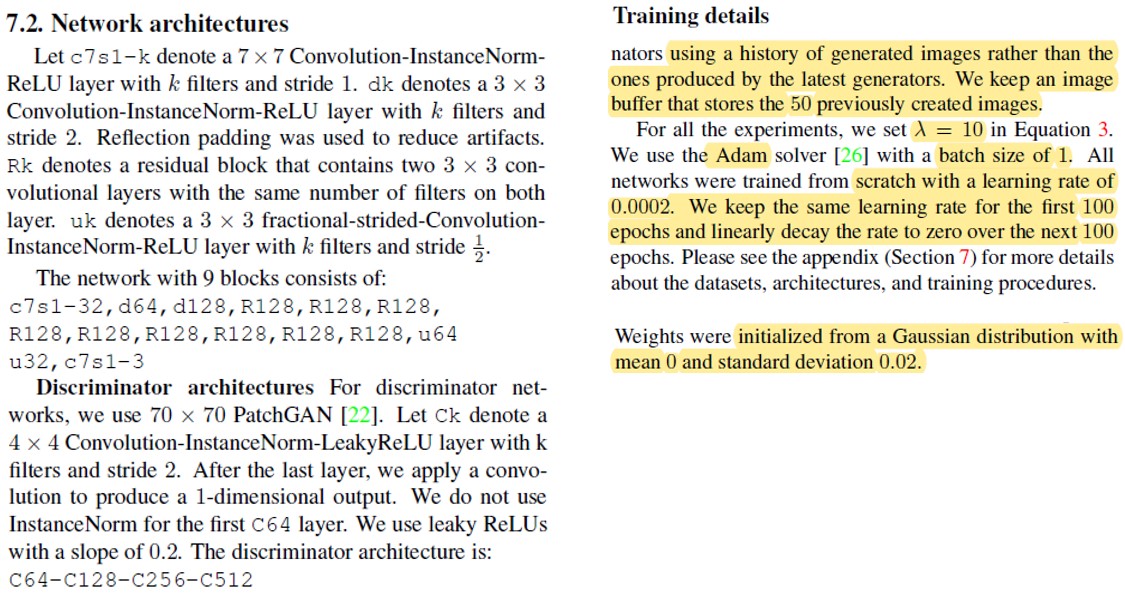 7.2. Network architectures
Let c7s1-k denote a 7 × 7 Convolution-InstanceNorm-
ReLU layer with k filters and stride 1. dk denotes a 3 × 3
Convolution-InstanceNorm-ReLU layer with k filters and
stride 2. Reflection padding was used to reduce artifacts.
Rk denotes a residual block that contains two 3 × 3 con-
volutional layers with the same number of filters on both
layer. uk denotes a 3 × 3 fractional-strided-Convolution-
InstanceNorm-ReLU layer with k filters and stride 1/2.
The network with 9 blocks consists of:
c7s1-32,d64,d128,R128,R128,R128,
R128,R128,R128,R128,R128,R128,u64
u32,c7s1-3
Discriminator architectures For discriminator net-
works, we use 70 × 70 PatchGAN [22]. Let Ck denote a
4 × 4 Convolution-InstanceNorm-LeakyReLU layer with k
filters and stride 2. After the last layer, we apply a convo-
lution to produce a 1-dimensional output. We do not use
InstanceNorm for the first C64 layer. We use leaky ReLUs
with a slope of 0.2. The discriminator architecture is:
C64-C128-C256-C512
Training details
nators using a history of generated images rather than the
ones produced by the latest generators. We keep an image
buffer that stores the 50 previously created images.
For all the experiments, we set λ = 10 in Equation 3.
We use the Adam solver [26] with a batch size of 1. All
networks were trained from scratch with a learning rate of
0.0002. We keep the same learning rate for the first 100
epochs and linearly decay the rate to zero over the next 100
epochs. Please see the appendix (Section 7) for more details
about the datasets, architectures, and training procedures.
Weights were initialized from a Gaussian distribution with
mean 0 and standard deviation 0.02.